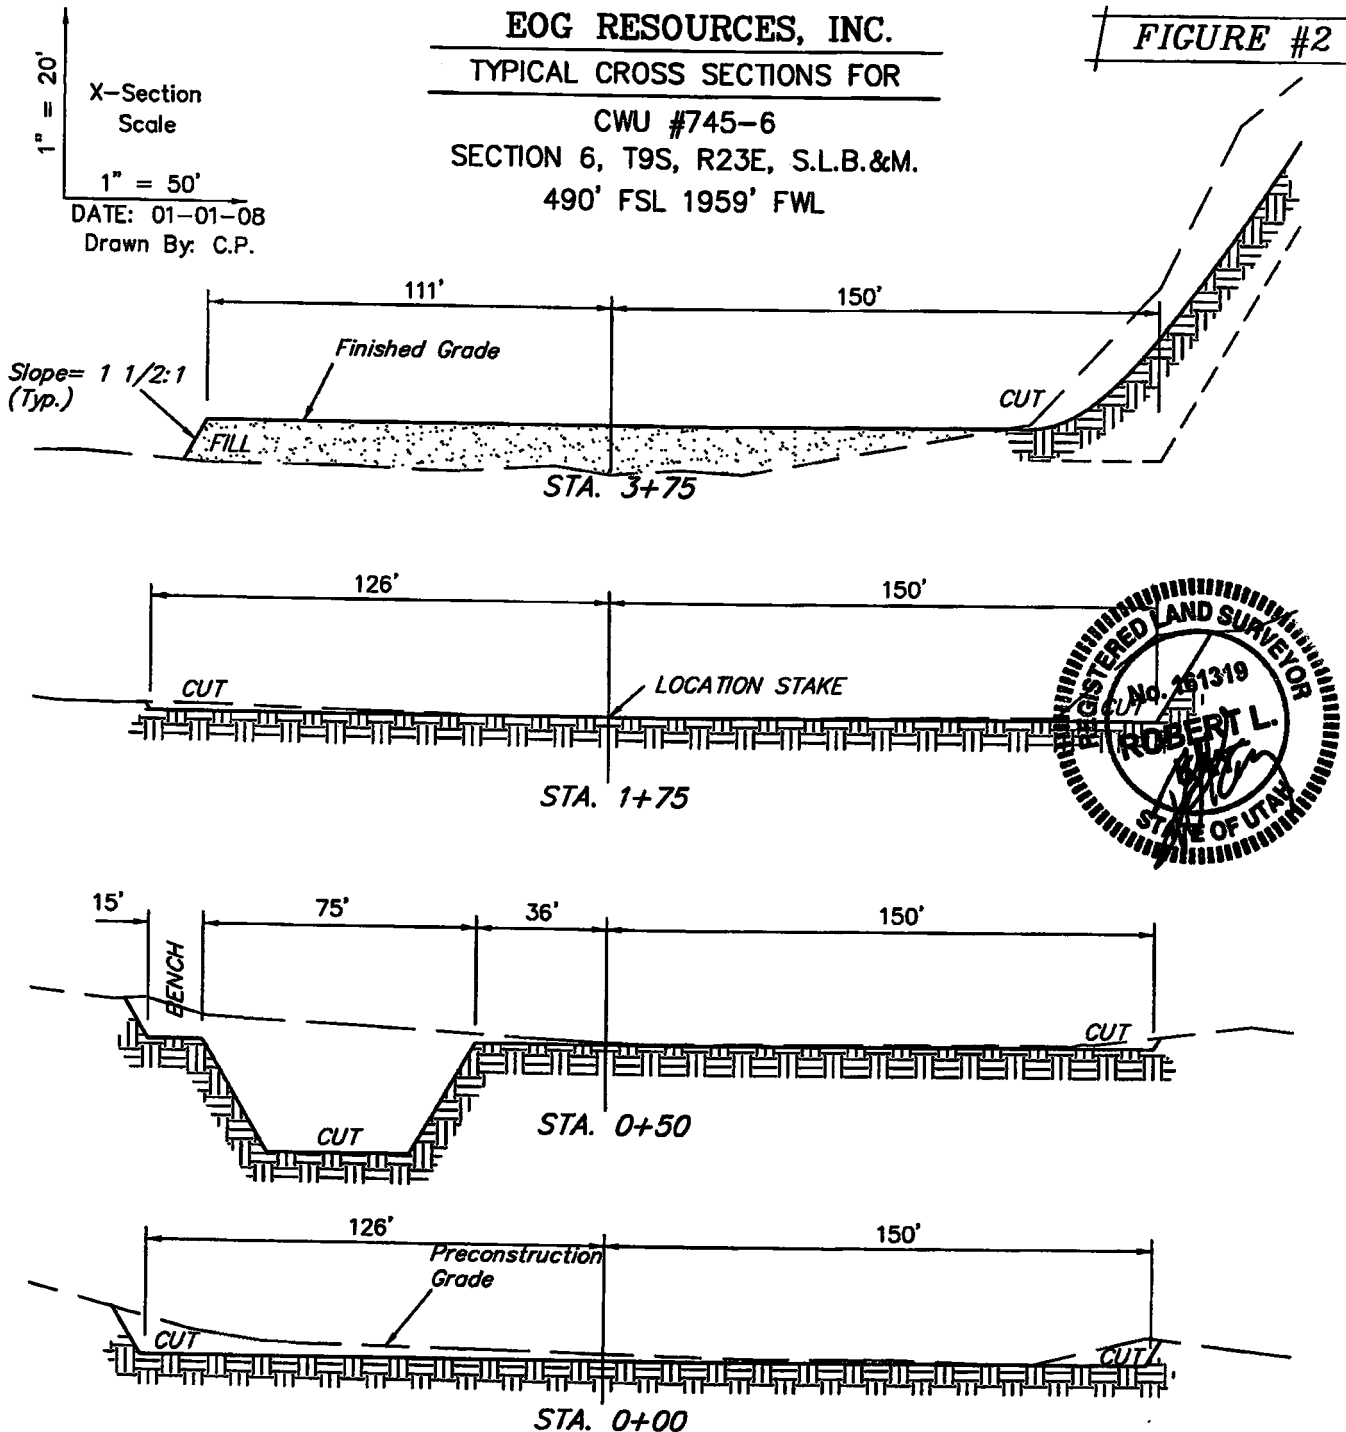 EOG RESOURCES, INC.
FIGURE #2
TYPICAL CROSS SECTIONS FOR
CWU #745-6
SECTION 6, T9S, R23E, S.L.B.&M.
490' FSL 1959' FWL
1" = 20'
X-Section
Scale
1" = 50'
DATE: 01-01-08
Drawn By: C.P.
111'
150'
Finished Grade
Slope= 1 1/2:1
(Typ.)
CUT
FILL
STA. 3+75
126'
150'
CUT
LOCATION STAKE
CUT
STA. 1+75
REGISTERED LAND SURVEYOR
No. 161319
ROBERT L.
STATE OF UTAH
15'
75'
36'
150'
BENCH
CUT
CUT
STA. 0+50
126'
150'
Preconstruction
Grade
CUT
CUT
STA. 0+00